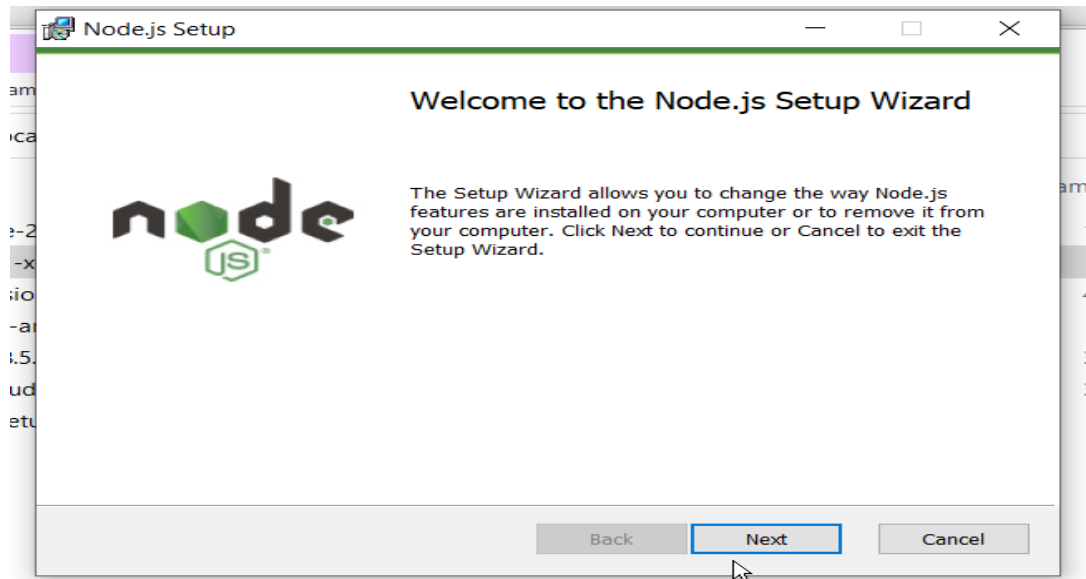 Node.js Setup
Welcome to the Node.js Setup Wizard
node
JS
The Setup Wizard allows you to change the way Node.js
features are installed on your computer or to remove it from
your computer. Click Next to continue or Cancel to exit the
Setup Wizard.
Back
Next
Cancel